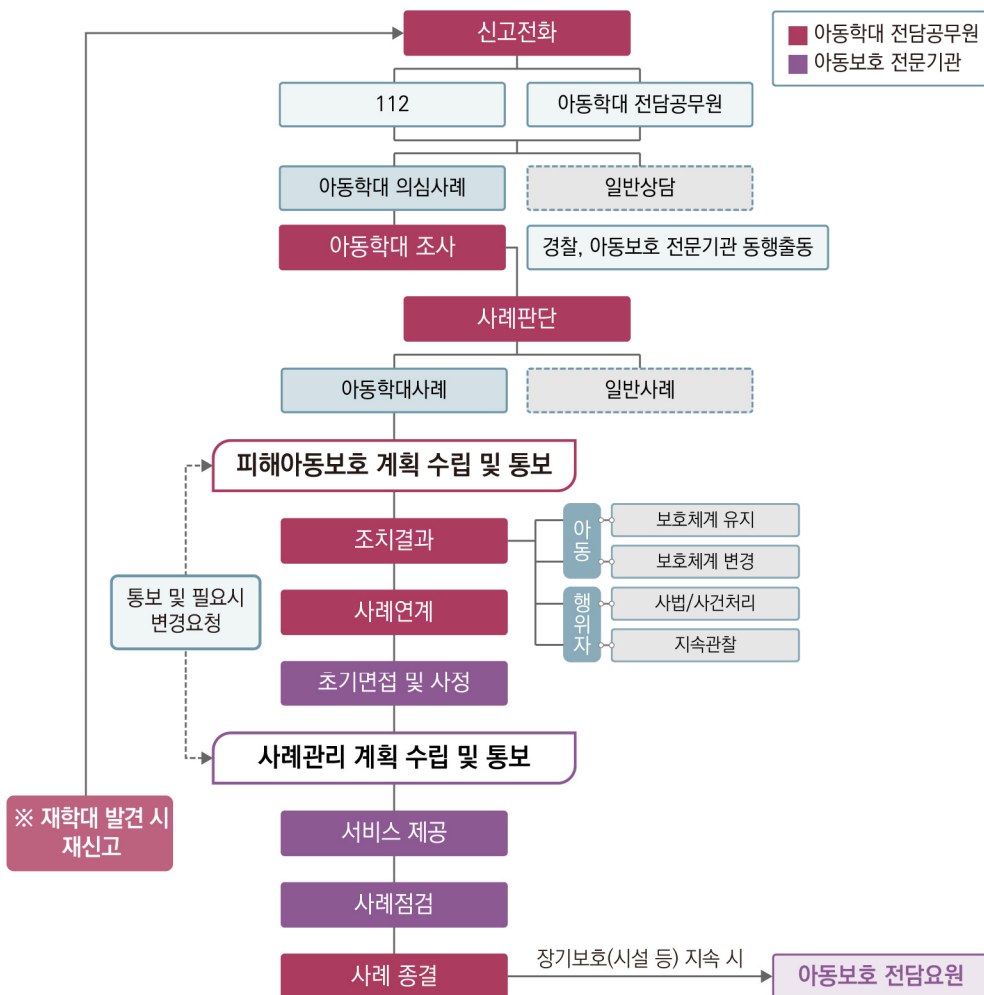 신고전화
아동학대 전담공무원
아동보호 전문기관
112
아동학대 전담공무원
아동학대 의심사례
일반상담
아동학대 조사
경찰, 아동보호 전문기관 동행출동
사례판단
아동학대사례
일반사례
피해아동보호 계획 수립 및 통보
조치결과
아동
보호체계 유지
보호체계 변경
행위자
사법/사건처리
지속관찰
통보 및 필요시
변경요청
사례연계
초기면접 및 사정
사례관리 계획 수립 및 통보
※ 재학대 발견 시
재신고
서비스 제공
사례점검
사례 종결
장기보호(시설 등) 지속 시
아동보호 전담요원